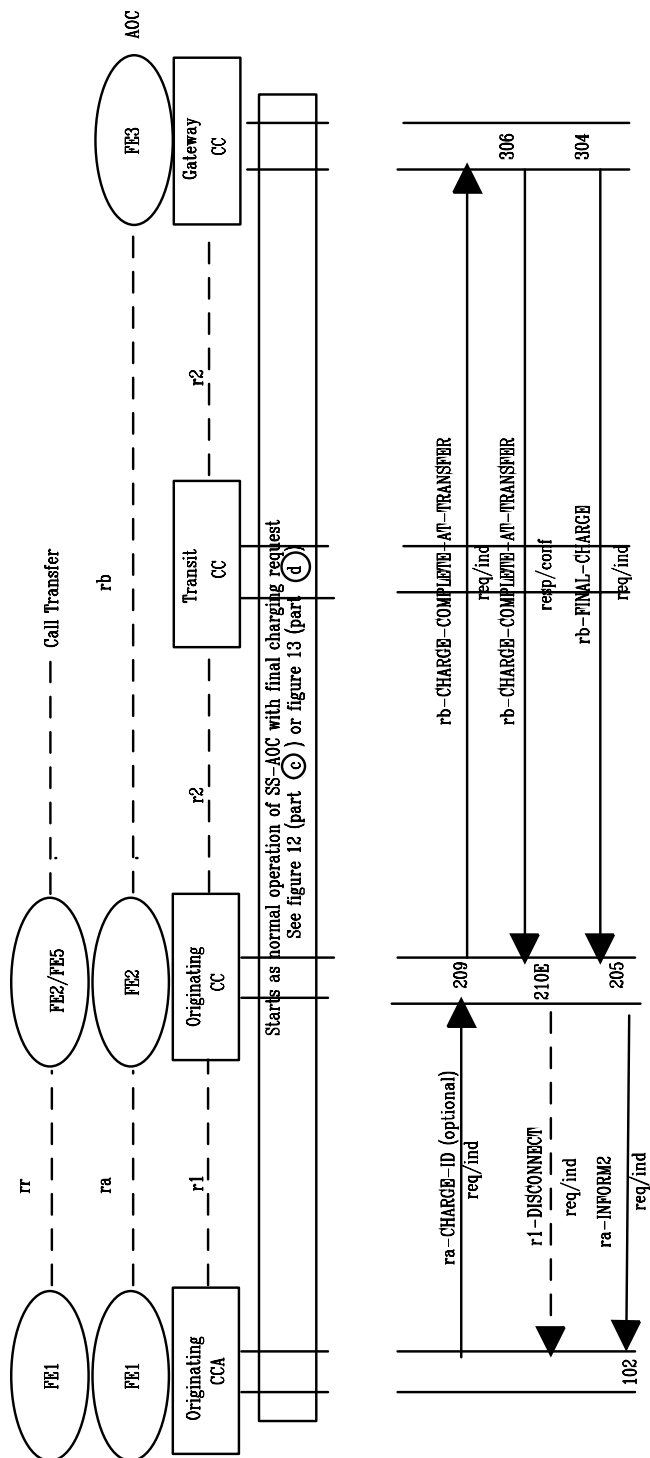 rr
Call Transfer
FE1
FE2/FE5
ra
rb
AOC
FE1
FE2
FE3
r1
r2
r2
Originating
CCA
Originating
CC
Transit
CC
Gateway
CC
Starts as normal operation of SS-AOC with final charging request
See figure 12 (part c ) or figure 13 (part d )
ra-CHARGE-ID (optional)
req/ind
209
rb-CHARGE-COMPLETE-AT-TRANSFER
req/ind
r1-DISCONNECT
req/ind
210E
rb-CHARGE-COMPLETE-AT-TRANSFER
resp/conf
306
102
ra-INFORM2
req/ind
205
rb-FINAL-CHARGE
req/ind
304